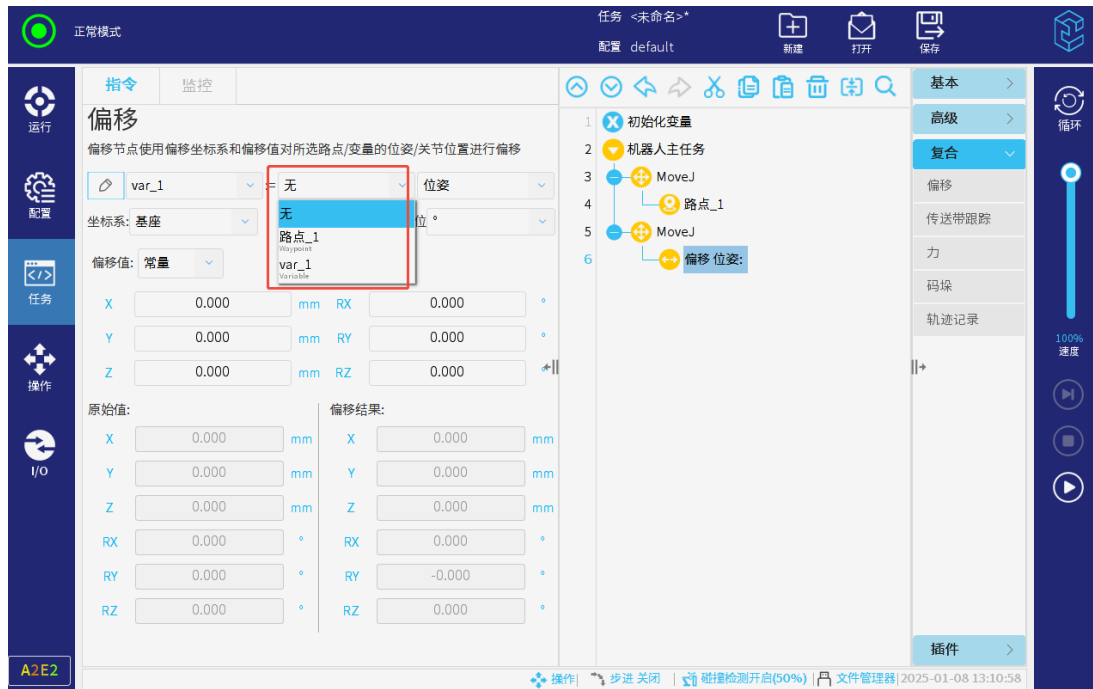 正常模式
任务 <未命名>*
配置 default
新建
打开
保存
运行
配置
任务
操作
I/O
A2E2
指令
监控
偏移
偏移节点使用偏移坐标系和偏移值对所选路点/变量的位姿/关节位置进行偏移
var_1
= 无
位姿
坐标系: 基座
位 °
无
路点_1
Waypoint
var_1
Variable
偏移值: 常量
X 0.000 mm RX 0.000 °
Y 0.000 mm RY 0.000 °
Z 0.000 mm RZ 0.000 °
原始值:
X 0.000 mm
Y 0.000 mm
Z 0.000 mm
RX 0.000 °
RY 0.000 °
RZ 0.000 °
偏移结果:
X 0.000 mm
Y 0.000 mm
Z 0.000 mm
RX 0.000 °
RY -0.000 °
RZ 0.000 °
1 初始化变量
2 机器人主任务
3 MoveJ
4 路点_1
5 MoveJ
6 偏移 位姿:
基本
高级
复合
偏移
传送带跟踪
力
码垛
轨迹记录
插件
循环
100%
速度
操作| 步进 关闭 | 碰撞检测开启(50%) | 文件管理器| 2025-01-08 13:10:58